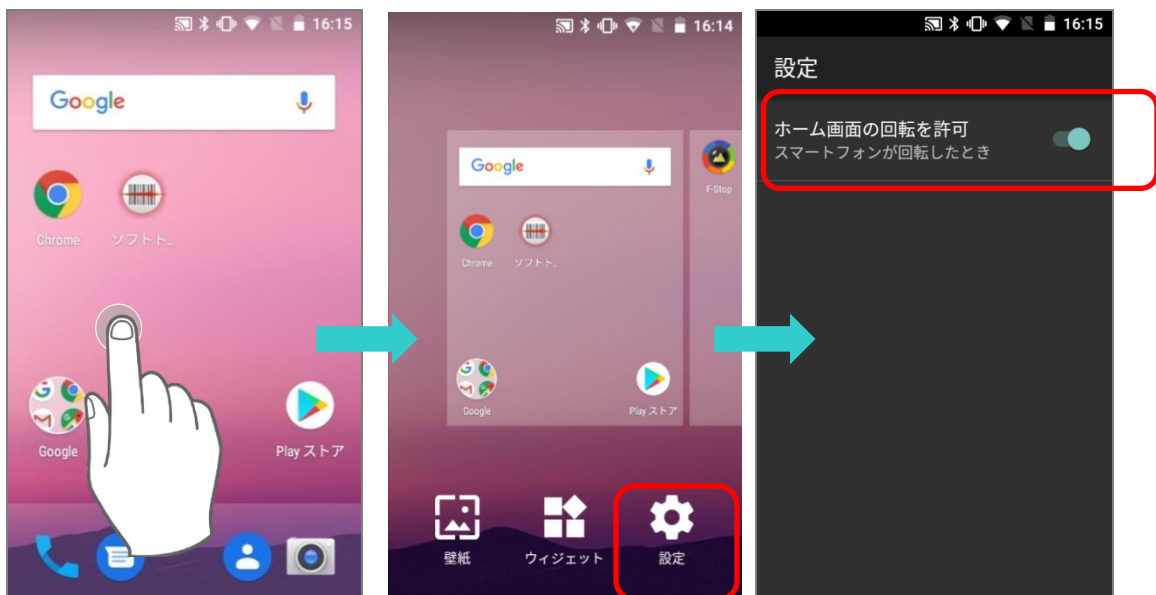 16:15
Google
Chrome
ソフトト…
Google
Play ストア
16:14
Google
F-Stop
Chrome
ソフトト…
Google
Play ストア
壁紙
ウィジェット
設定
16:15
設定
ホーム画面の回転を許可
スマートフォンが回転したとき